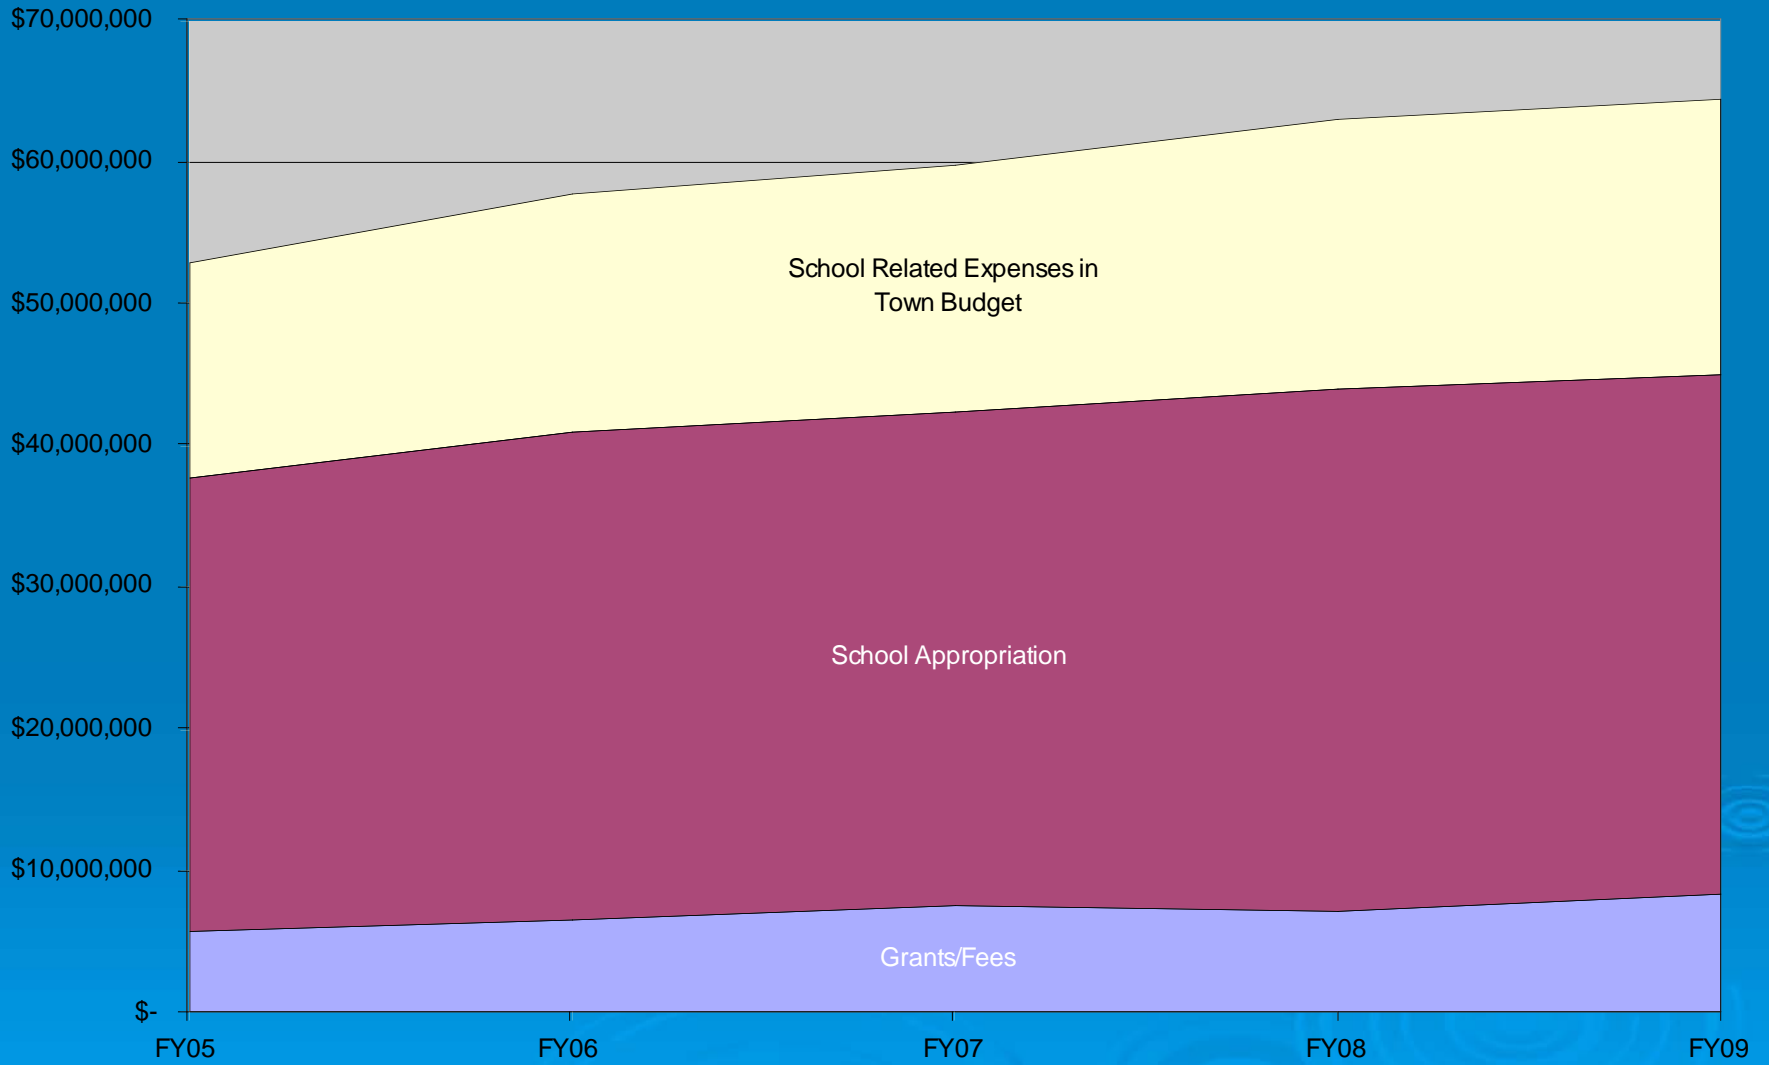 $70,000,000
$60,000,000
$50,000,000
$40,000,000
$30,000,000
$20,000,000
$10,000,000
$-
School Related Expenses in
Town Budget
School Appropriation
Grants/Fees
FY05
FY06
FY07
FY08
FY09